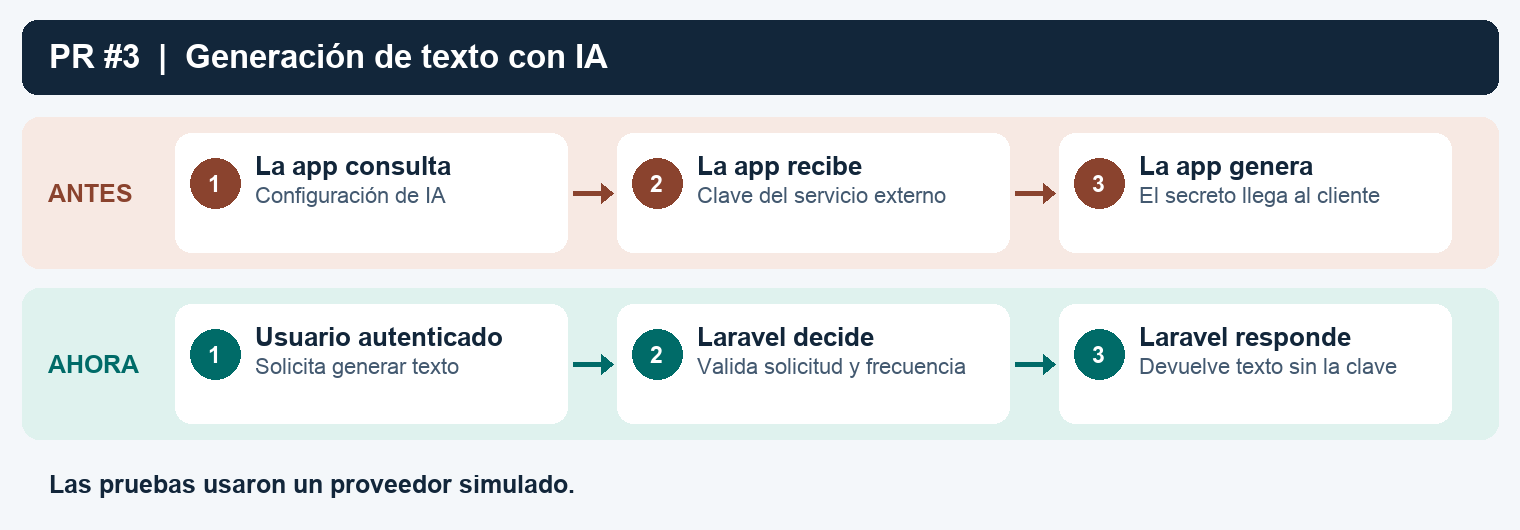 PR #3 | Generación de texto con IA
ANTES
1
La app consulta
Configuración de IA
2
La app recibe
Clave del servicio externo
3
La app genera
El secreto llega al cliente
AHORA
1
Usuario autenticado
Solicita generar texto
2
Laravel decide
Valida solicitud y frecuencia
3
Laravel responde
Devuelve texto sin la clave
Las pruebas usaron un proveedor simulado.